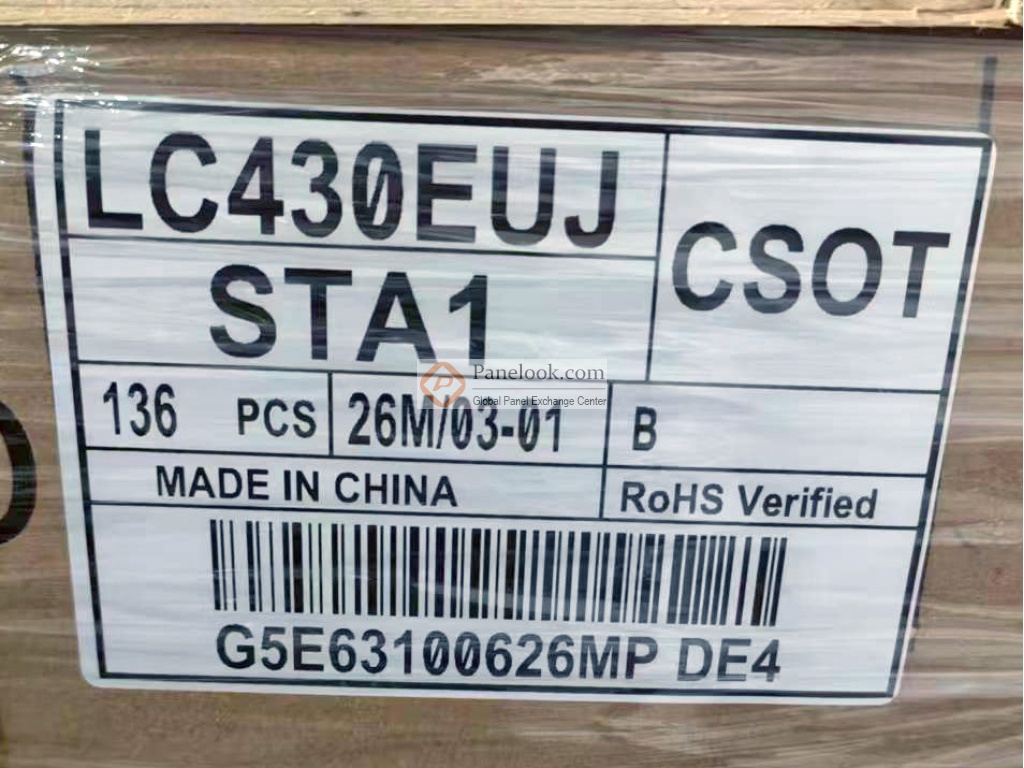 LC430EUJ
STA1
CSOT
136 PCS
26M/03-01
B
Panelook.com
Global Panel Exchange Center
MADE IN CHINA
RoHS Verified
G5E63100626MP DE4